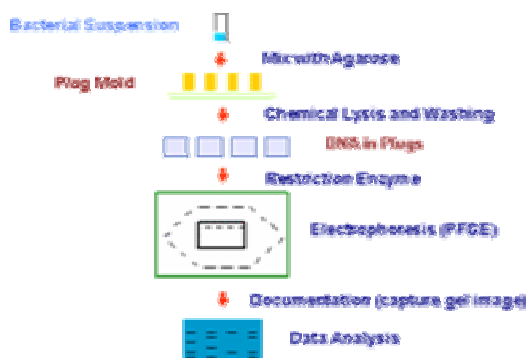 Bacterial Suspension
Mix with Agarose
Plug Mold
Chemical Lysis and Washing
DNA in Plugs
Restriction Enzyme
Electrophoresis (PFGE)
Documentation (capture gel image)
Data Analysis